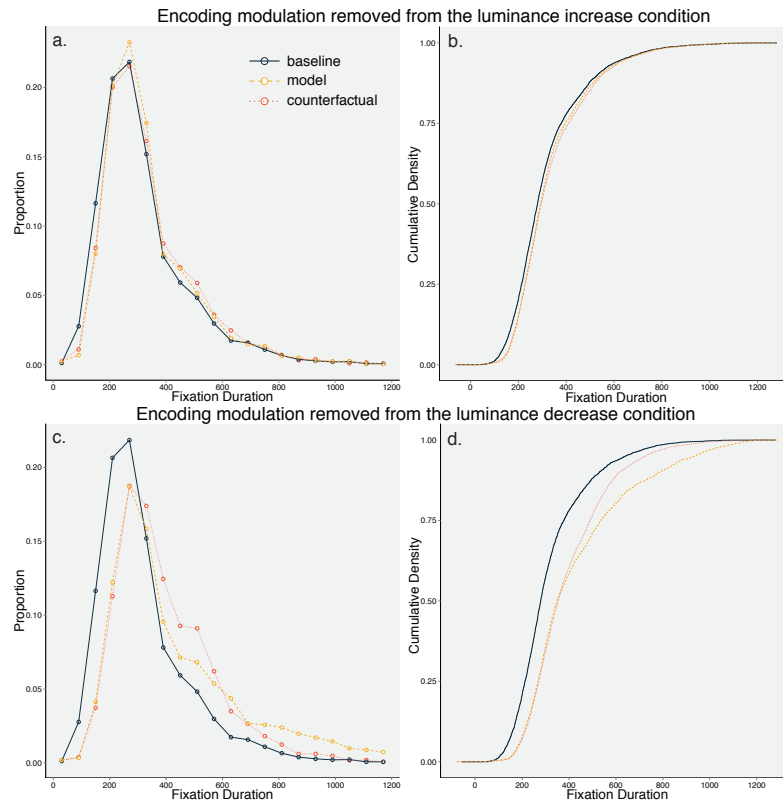 Encoding modulation removed from the luminance increase condition
a.
baseline
model
counterfactual
Proportion
0.20
0.15
0.10
0.05
0.00
0 200 400 600 800 1000 1200
Fixation Duration
b.
Cumulative Density
1.00
0.75
0.50
0.25
0.00
0 200 400 600 800 1000 1200
Fixation Duration
Encoding modulation removed from the luminance decrease condition
c.
Proportion
0.20
0.15
0.10
0.05
0.00
0 200 400 600 800 1000 1200
Fixation Duration
d.
Cumulative Density
1.00
0.75
0.50
0.25
0.00
0 200 400 600 800 1000 1200
Fixation Duration